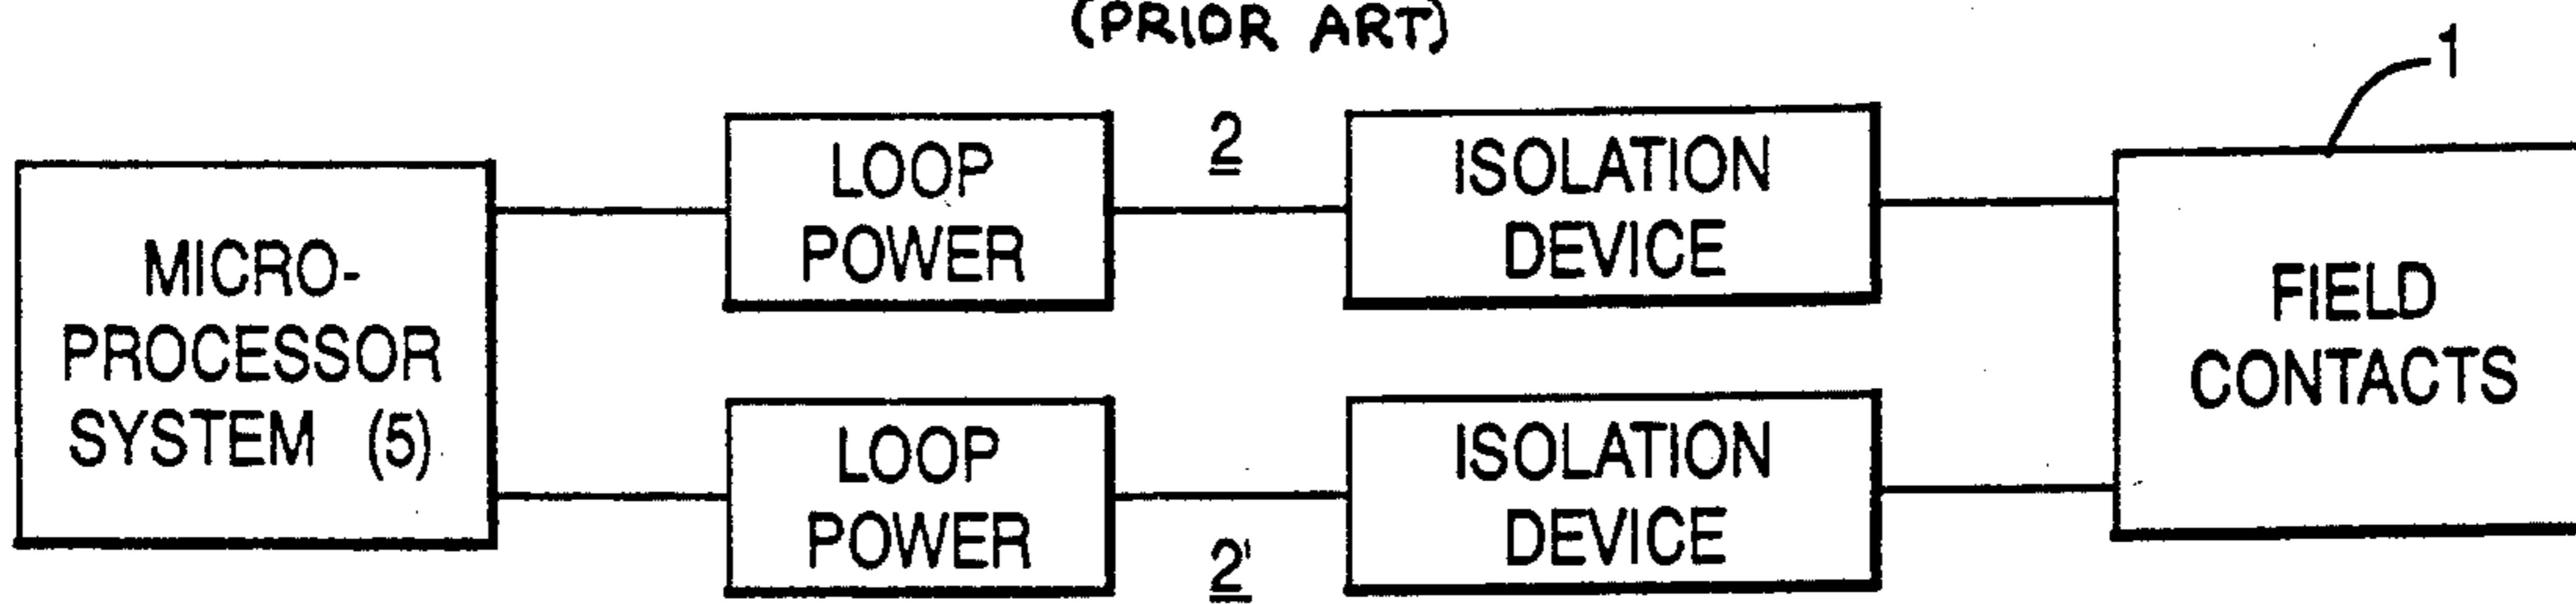 (PRIOR ART)
1
2
LOOP
POWER
ISOLATION
DEVICE
MICRO-
PROCESSOR
SYSTEM (5)
FIELD
CONTACTS
LOOP
POWER
ISOLATION
DEVICE
2'